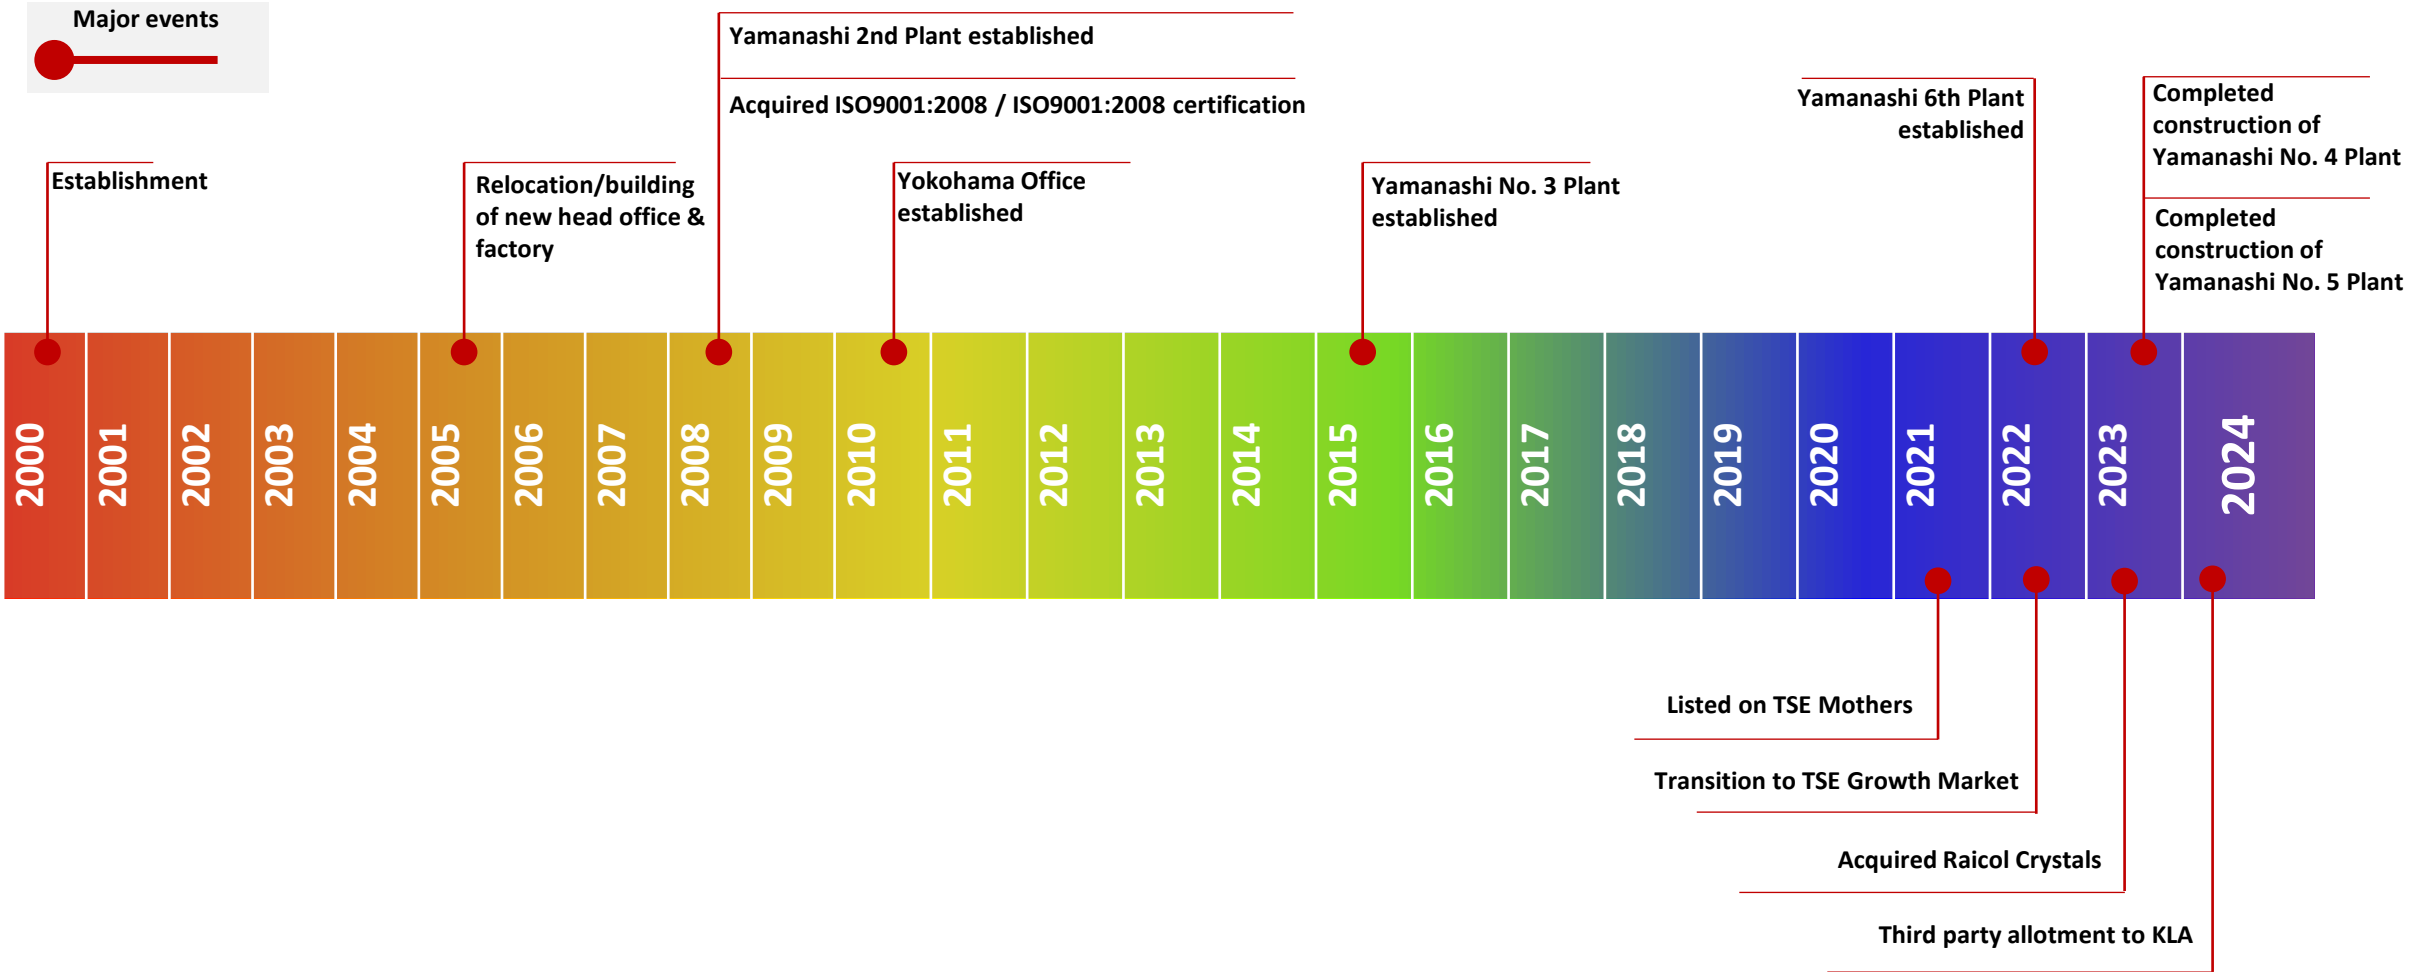 Major events
Yamanashi 2nd Plant established
Acquired ISO9001:2008 / ISO9001:2008 certification
Establishment
Relocation/building
of new head office &
factory
Yokohama Office
established
Yamanashi No. 3 Plant
established
Yamanashi 6th Plant
established
Completed
construction of
Yamanashi No. 4 Plant
Completed
construction of
Yamanashi No. 5 Plant
2000
2001
2002
2003
2004
2005
2006
2007
2008
2009
2010
2011
2012
2013
2014
2015
2016
2017
2018
2019
2020
2021
2022
2023
2024
Listed on TSE Mothers
Transition to TSE Growth Market
Acquired Raicol Crystals
Third party allotment to KLA